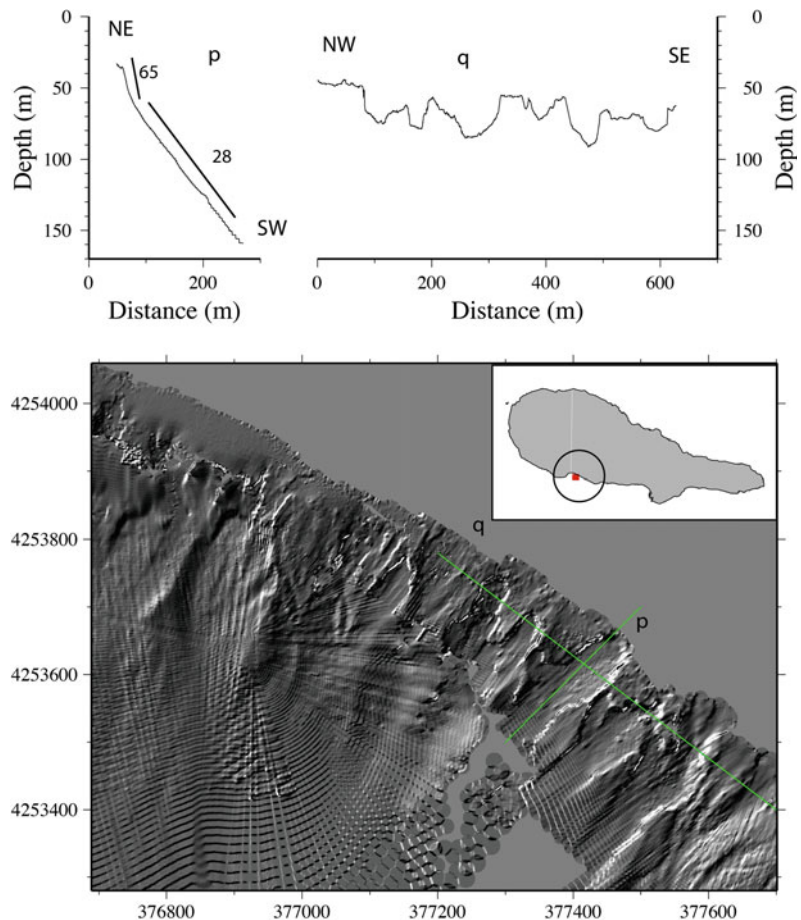 NE
p
65
28
SW
0
50
100
150
Depth (m)
0
200
Distance (m)
NW
q
SE
0
200
400
600
Distance (m)
0
50
100
150
Depth (m)
4254000
4253800
4253600
4253400
q
p
376800
377000
377200
377400
377600